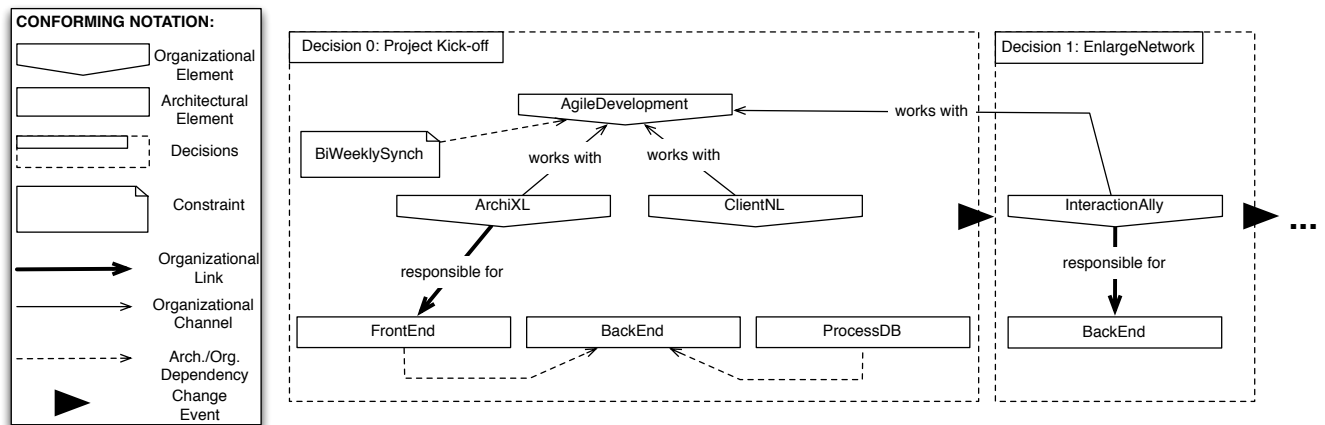 CONFORMING NOTATION:
Organizational
Element
Architectural
Element
Decisions
Constraint
Organizational
Link
Organizational
Channel
Arch./Org.
Dependency
Change
Event
Decision 0: Project Kick-off
AgileDevelopment
BiWeeklySynch
works with
works with
ArchiXL
ClientNL
responsible for
FrontEnd
BackEnd
ProcessDB
Decision 1: EnlargeNetwork
works with
InteractionAlly
responsible for
BackEnd
...